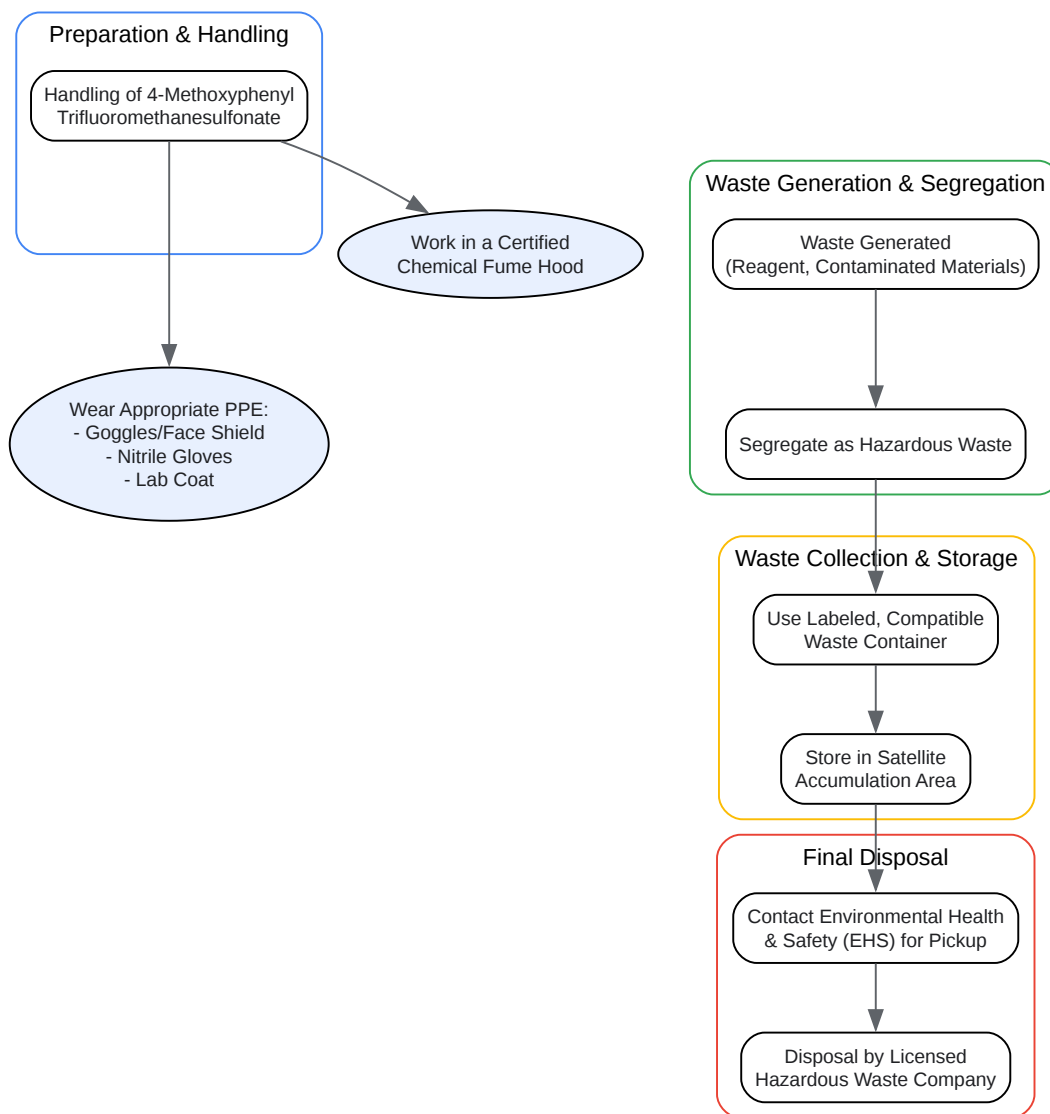 Preparation & Handling
Handling of 4-Methoxyphenyl
Trifluoromethanesulfonate
Work in a Certified
Chemical Fume Hood
Wear Appropriate PPE:
- Goggles/Face Shield
- Nitrile Gloves
- Lab Coat
Waste Generation & Segregation
Waste Generated
(Reagent, Contaminated Materials)
Segregate as Hazardous Waste
Waste Collection & Storage
Use Labeled, Compatible
Waste Container
Store in Satellite
Accumulation Area
Final Disposal
Contact Environmental Health
& Safety (EHS) for Pickup
Disposal by Licensed
Hazardous Waste Company